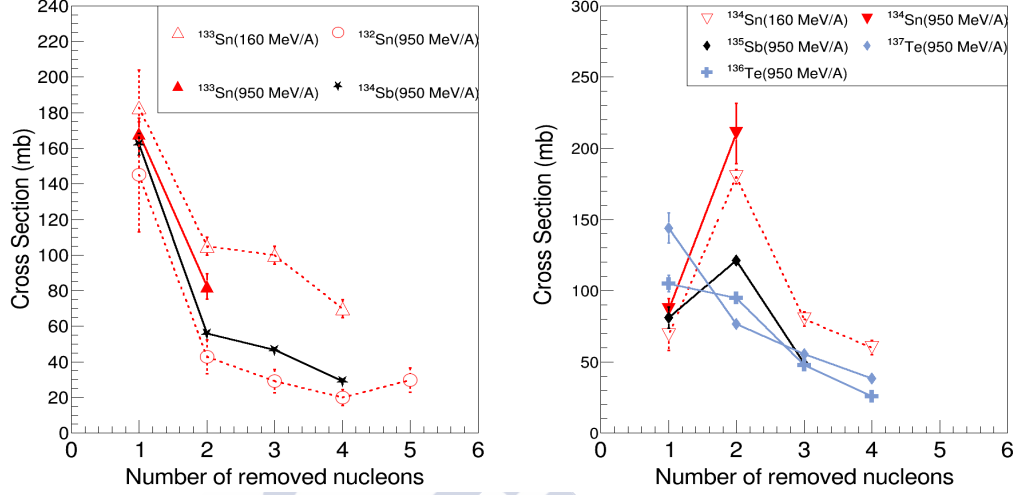 240
220
200
180
160
140
120
100
80
60
40
20
0
Cross Section (mb)
¹³³Sn(160 MeV/A)
¹³²Sn(950 MeV/A)
¹³³Sn(950 MeV/A)
¹³⁴Sb(950 MeV/A)
0 1 2 3 4 5 6
Number of removed nucleons
300
250
200
150
100
50
0
Cross Section (mb)
¹³⁴Sn(160 MeV/A)
¹³⁴Sn(950 MeV/A)
¹³⁵Sb(950 MeV/A)
¹³⁷Te(950 MeV/A)
¹³⁶Te(950 MeV/A)
0 1 2 3 4 5 6
Number of removed nucleons